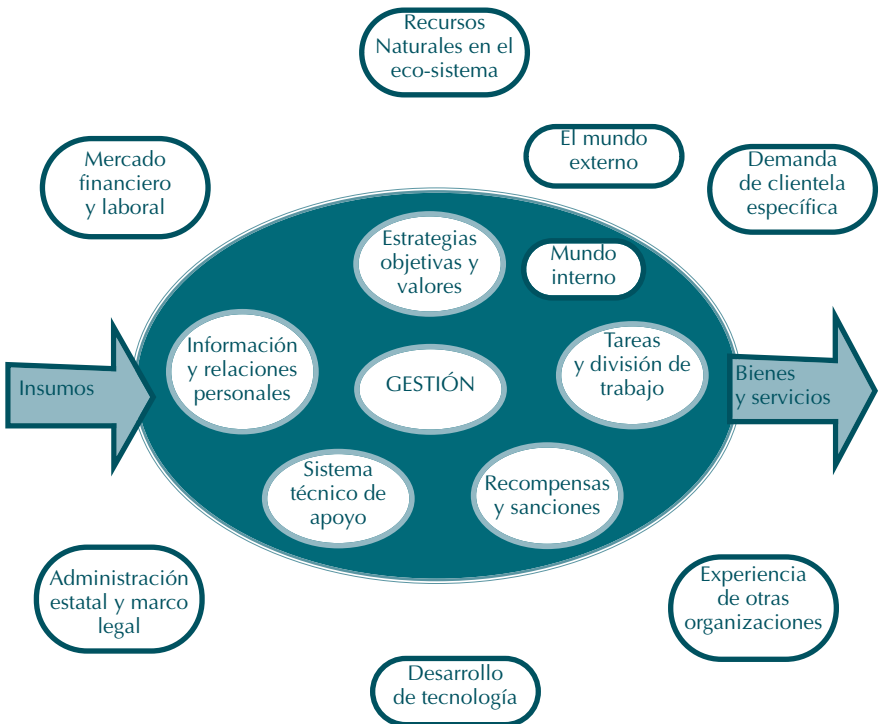 Recursos
Naturales en el
eco-sistema
El mundo
externo
Mercado
financiero
y laboral
Demanda
de clientela
específica
Estrategias
objetivas y
valores
Mundo
interno
Información
y relaciones
personales
GESTIÓN
Tareas
y división de
trabajo
Insumos
Bienes
y servicios
Sistema
técnico de
apoyo
Recompensas
y sanciones
Administración
estatal y marco
legal
Experiencia
de otras
organizaciones
Desarrollo
de tecnología